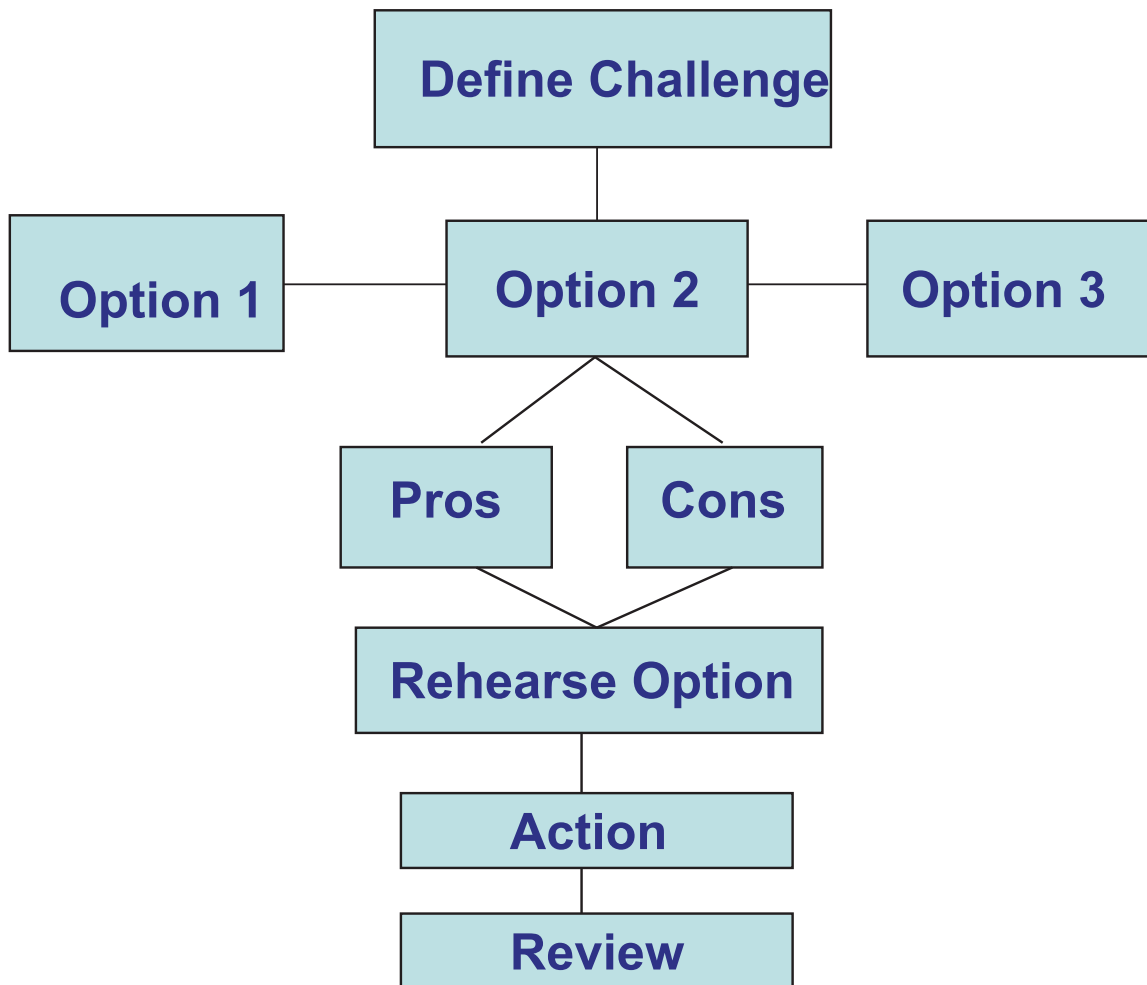 Define Challenge
Option 1
Option 2
Option 3
Pros
Cons
Rehearse Option
Action
Review